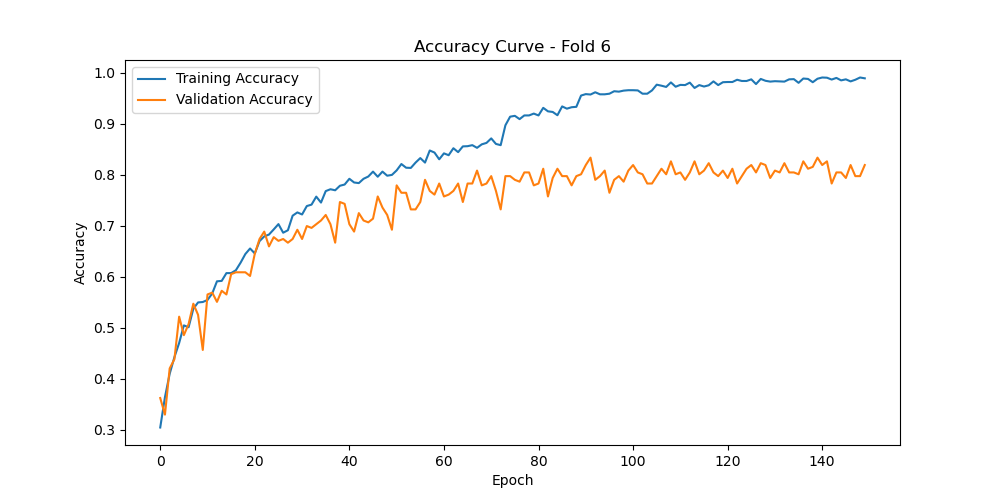 Accuracy Curve - Fold 6
Training Accuracy
Validation Accuracy
Accuracy
1.0
0.9
0.8
0.7
0.6
0.5
0.4
0.3
0 20 40 60 80 100 120 140
Epoch